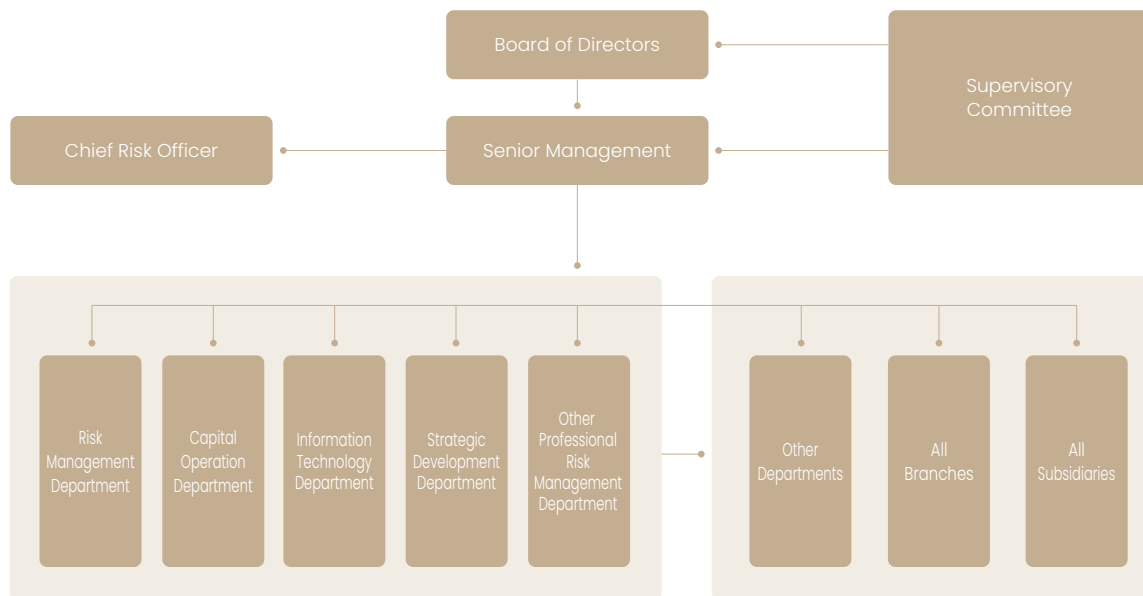 Board of Directors
Supervisory
Committee
Chief Risk Officer
Senior Management
Risk
Management
Department
Capital
Operation
Department
Information
Technology
Department
Strategic
Development
Department
Other
Professional
Risk
Management
Department
Other
Departments
All
Branches
All
Subsidiaries